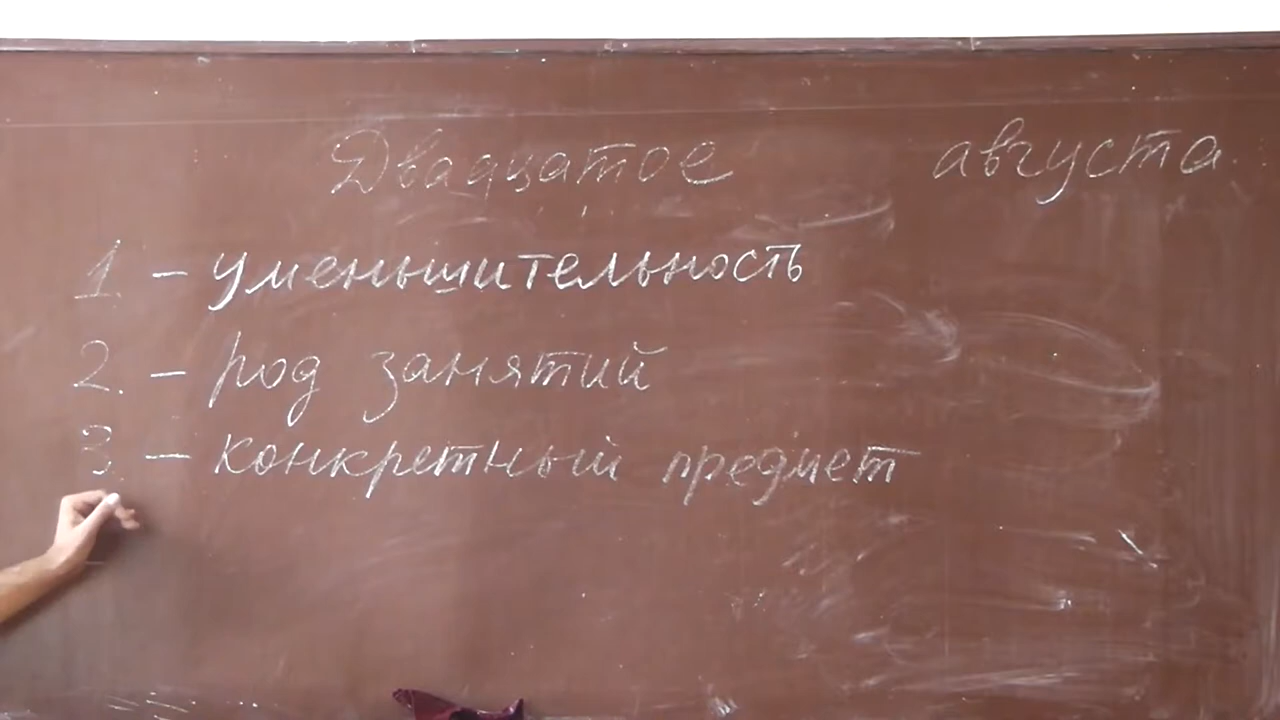 Двадцатое августа
1. – уменьшительность
2. – род занятий
3. – конкретный предмет